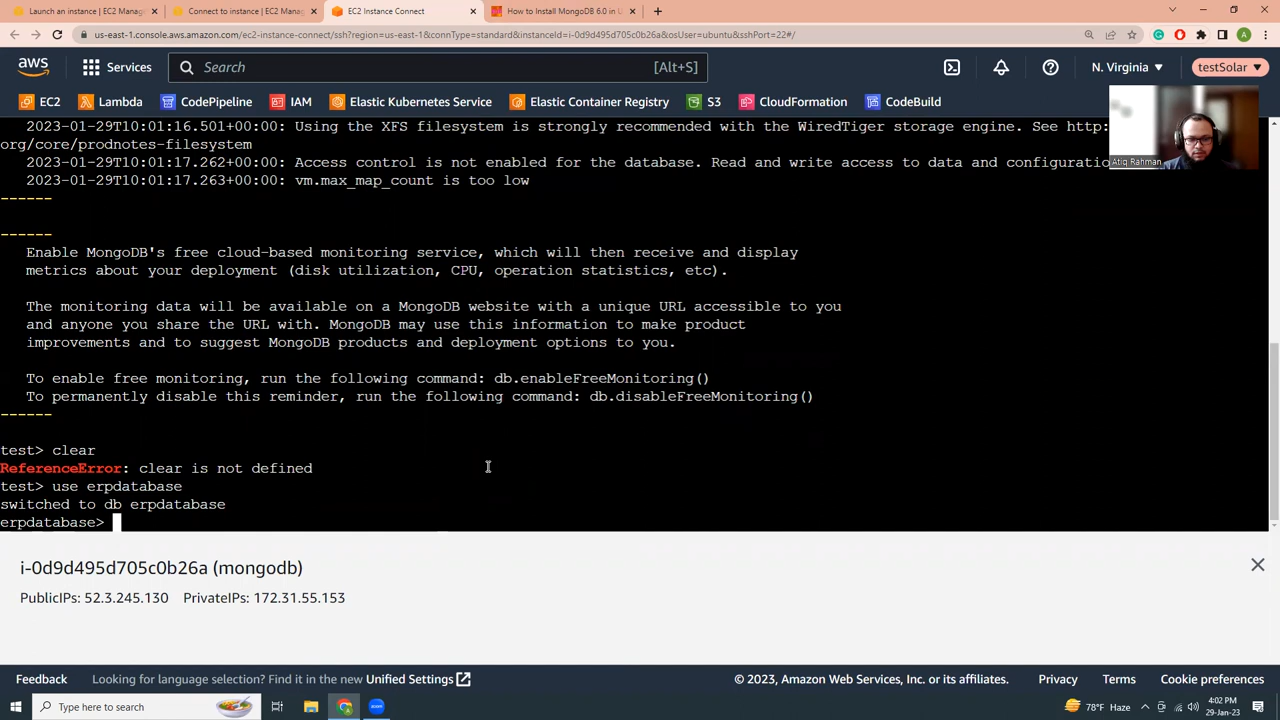 Launch an instance | EC2 Manag
Connect to instance | EC2 Manag
EC2 Instance Connect
How to Install MongoDB 6.0 in U
us-east-1.console.aws.amazon.com/ec2-instance-connect/ssh?region=us-east-1&connType=standard&instanceId=i-0d9d495d705c0b26a&osUser=ubuntu&sshPort=22#/
A
aws
Services
Search
[Alt+S]
N. Virginia
testSolar
EC2
Lambda
CodePipeline
IAM
Elastic Kubernetes Service
Elastic Container Registry
S3
CloudFormation
CodeBuild
2023-01-29T10:01:16.501+00:00: Using the XFS filesystem is strongly recommended with the WiredTiger storage engine. See http:
org/core/prodnotes-filesystem
2023-01-29T10:01:17.262+00:00: Access control is not enabled for the database. Read and write access to data and configuratio
2023-01-29T10:01:17.263+00:00: vm.max_map_count is too low
------
------
Enable MongoDB's free cloud-based monitoring service, which will then receive and display
metrics about your deployment (disk utilization, CPU, operation statistics, etc).
The monitoring data will be available on a MongoDB website with a unique URL accessible to you
and anyone you share the URL with. MongoDB may use this information to make product
improvements and to suggest MongoDB products and deployment options to you.
To enable free monitoring, run the following command: db.enableFreeMonitoring()
To permanently disable this reminder, run the following command: db.disableFreeMonitoring()
------
test> clear
ReferenceError: clear is not defined
test> use erpdatabase
switched to db erpdatabase
erpdatabase>
Atiq Rahman
i-0d9d495d705c0b26a (mongodb)
PublicIPs: 52.3.245.130 PrivateIPs: 172.31.55.153
Feedback
Looking for language selection? Find it in the new Unified Settings
© 2023, Amazon Web Services, Inc. or its affiliates.
Privacy
Terms
Cookie preferences
Type here to search
78°F Haze
4:02 PM
29-Jan-23